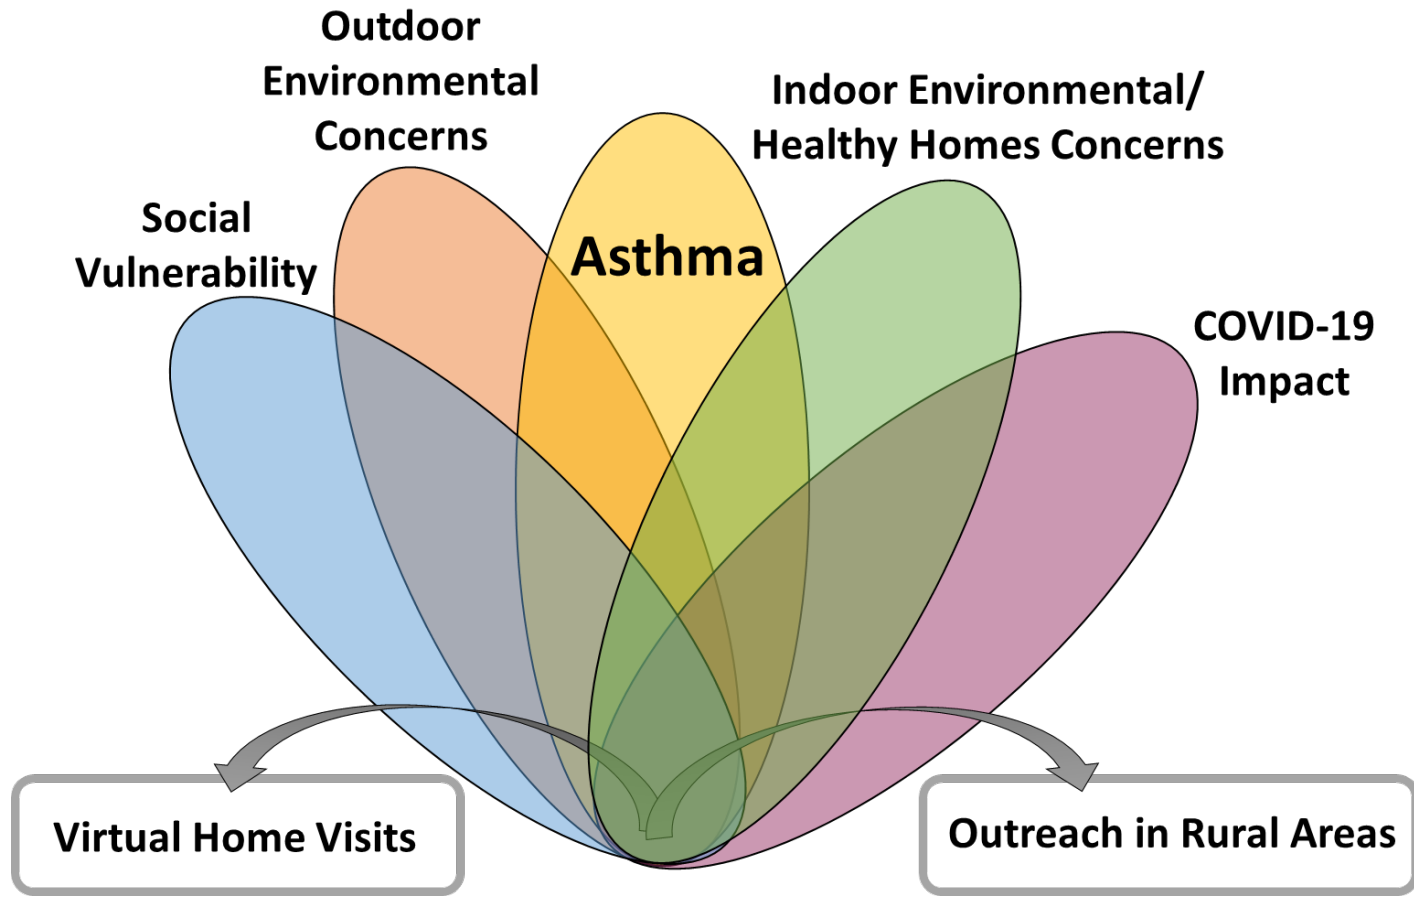 Outdoor
Environmental
Concerns
Indoor Environmental/
Healthy Homes Concerns
Social
Vulnerability
Asthma
COVID-19
Impact
Virtual Home Visits
Outreach in Rural Areas